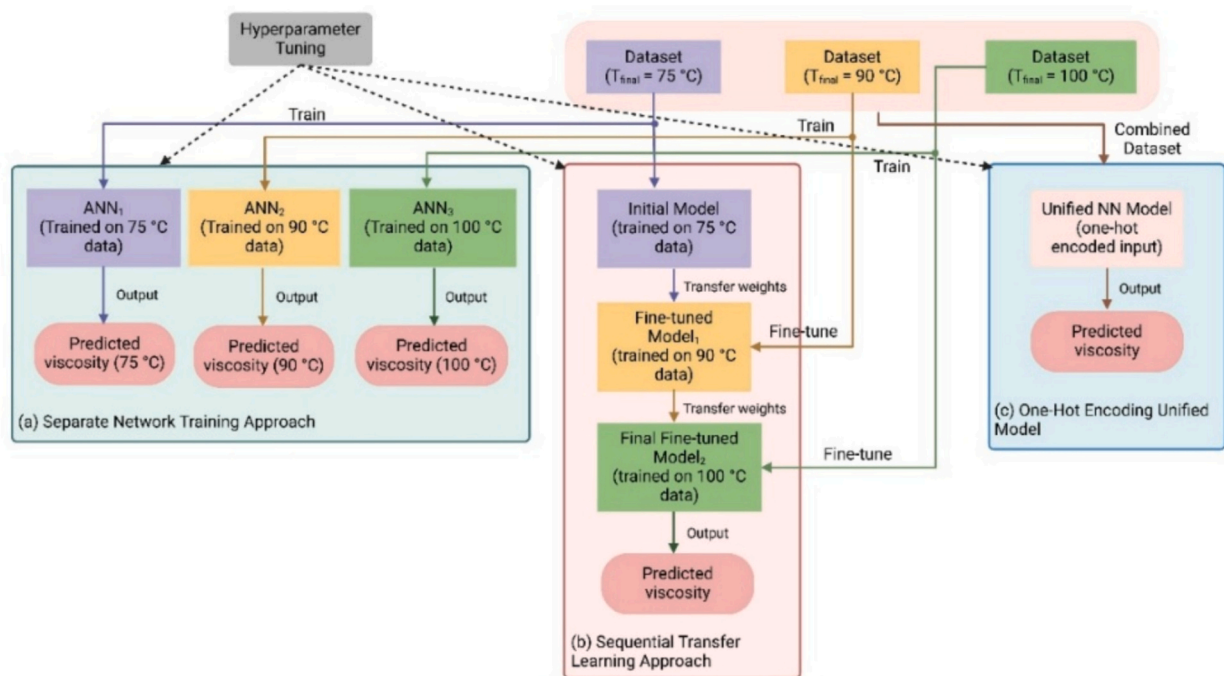 Hyperparameter
Tuning
Dataset
(Tfinal = 75 °C)
Dataset
(Tfinal = 90 °C)
Dataset
(Tfinal = 100 °C)
Train
Train
Train
Combined
Dataset
ANN₁
(Trained on 75 °C
data)
ANN₂
(Trained on 90 °C
data)
ANN₃
(Trained on 100 °C
data)
Output
Output
Output
Predicted
viscosity (75 °C)
Predicted
viscosity (90 °C)
Predicted
viscosity (100 °C)
(a) Separate Network Training Approach
Initial Model
(trained on 75 °C
data)
Transfer weights
Fine-tuned
Model₁
(trained on 90 °C
data)
Fine-tune
Transfer weights
Final Fine-tuned
Model₂
(trained on 100 °C
data)
Fine-tune
Output
Predicted
viscosity
(b) Sequential Transfer
Learning Approach
Unified NN Model
(one-hot
encoded input)
Output
Predicted
viscosity
(c) One-Hot Encoding Unified
Model